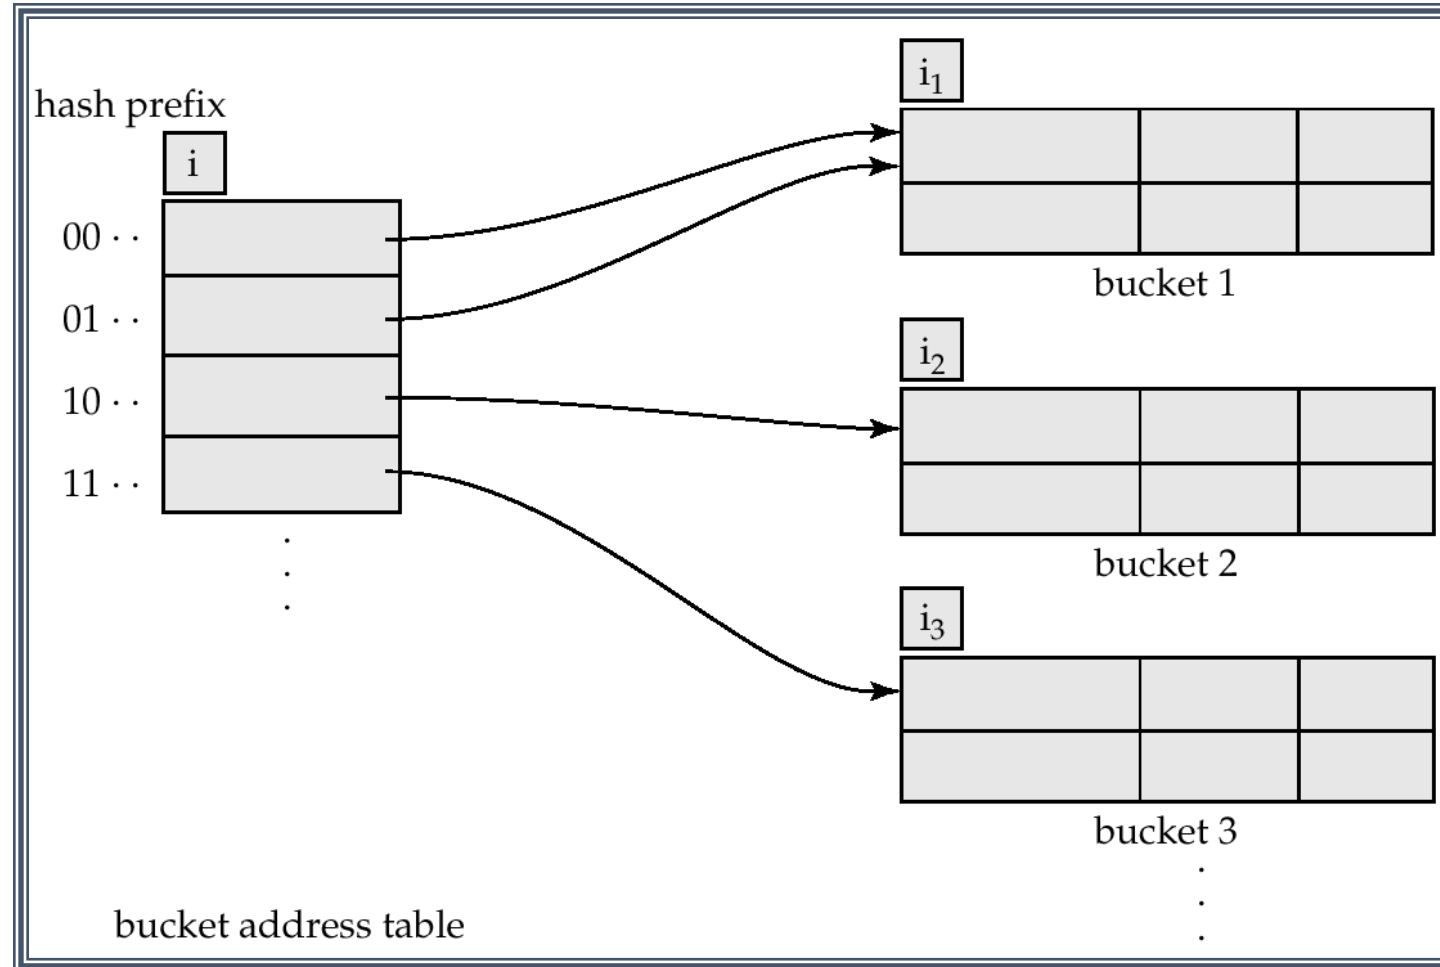 hash prefix
i
00 ··
01 ··
10 ··
11 ··
bucket address table
i₁
bucket 1
i₂
bucket 2
i₃
bucket 3